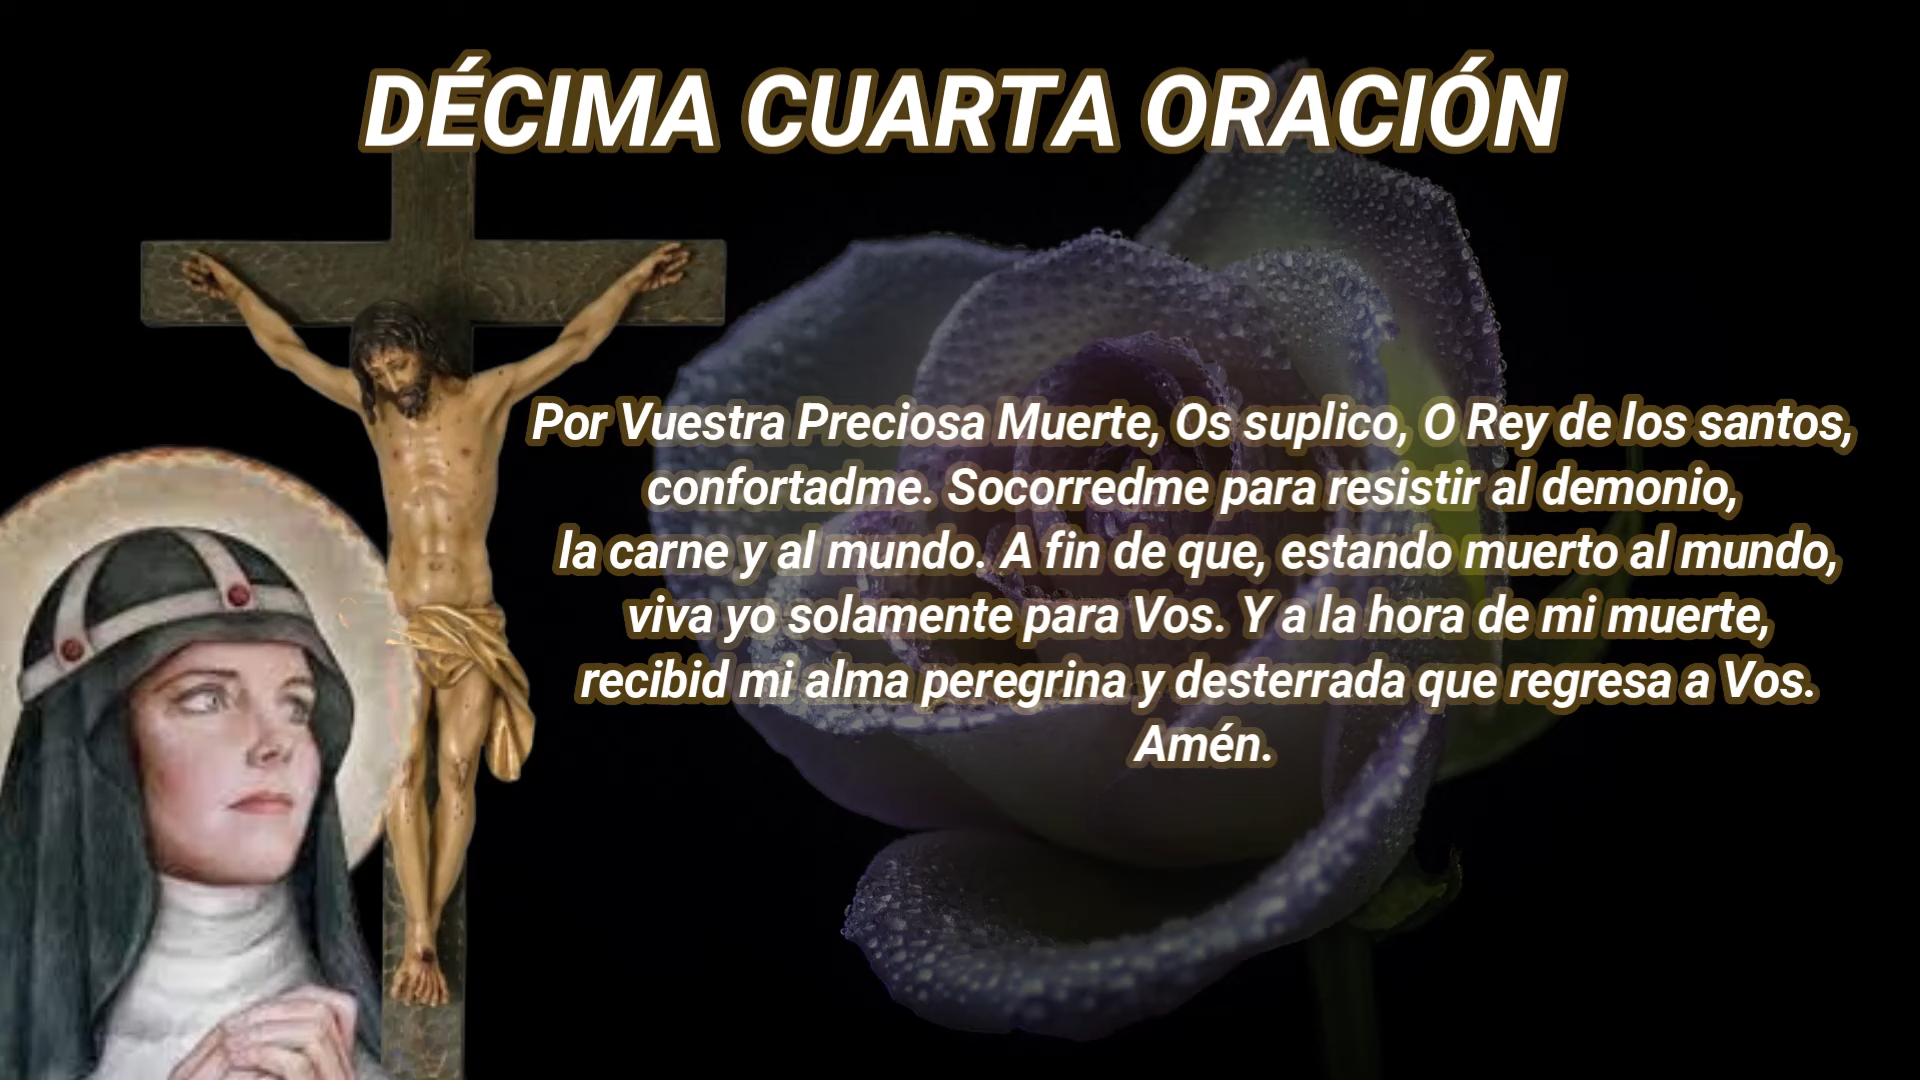 DÉCIMA CUARTA ORACIÓN
Por Vuestra Preciosa Muerte, Os suplico, O Rey de los santos,
confortadme. Socorredme para resistir al demonio,
la carne y al mundo. A fin de que, estando muerto al mundo,
viva yo solamente para Vos. Y a la hora de mi muerte,
recibid mi alma peregrina y desterrada que regresa a Vos.
Amén.